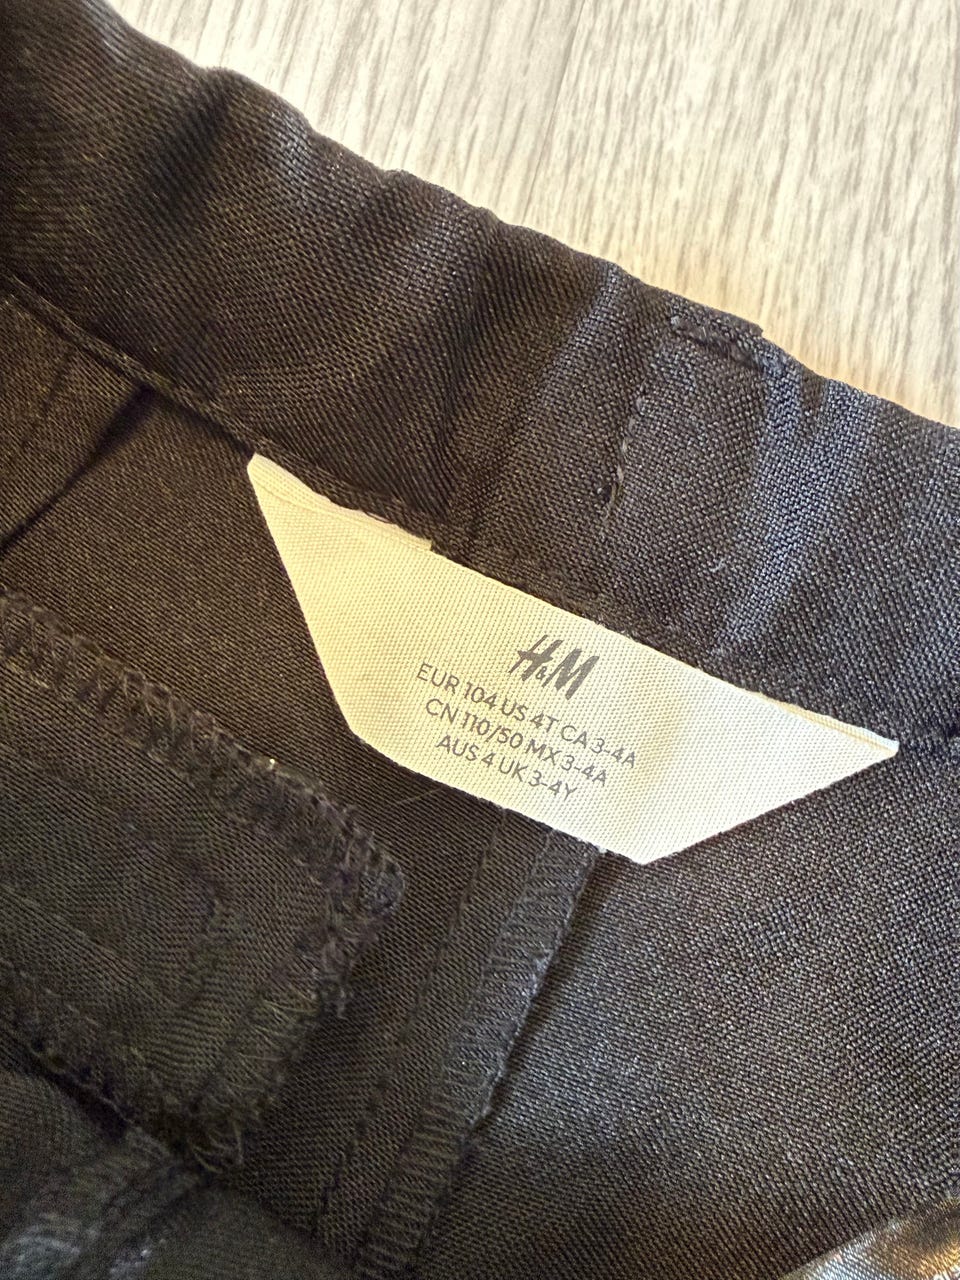 H&M
EUR 104 US 4T CA 3-4A
CN 110/50 MX 3-4A
AUS 4 UK 3-4Y